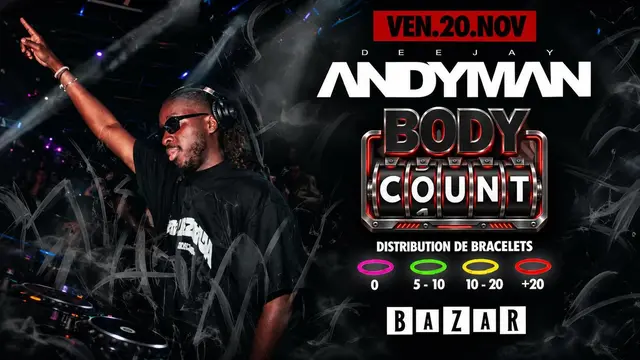 VEN.20.NOV
DEEJAY
ANDYMAN
BODY
COUNT
DISTRIBUTION DE BRACELETS
0 5 - 10 10 - 20 +20
BAZAR